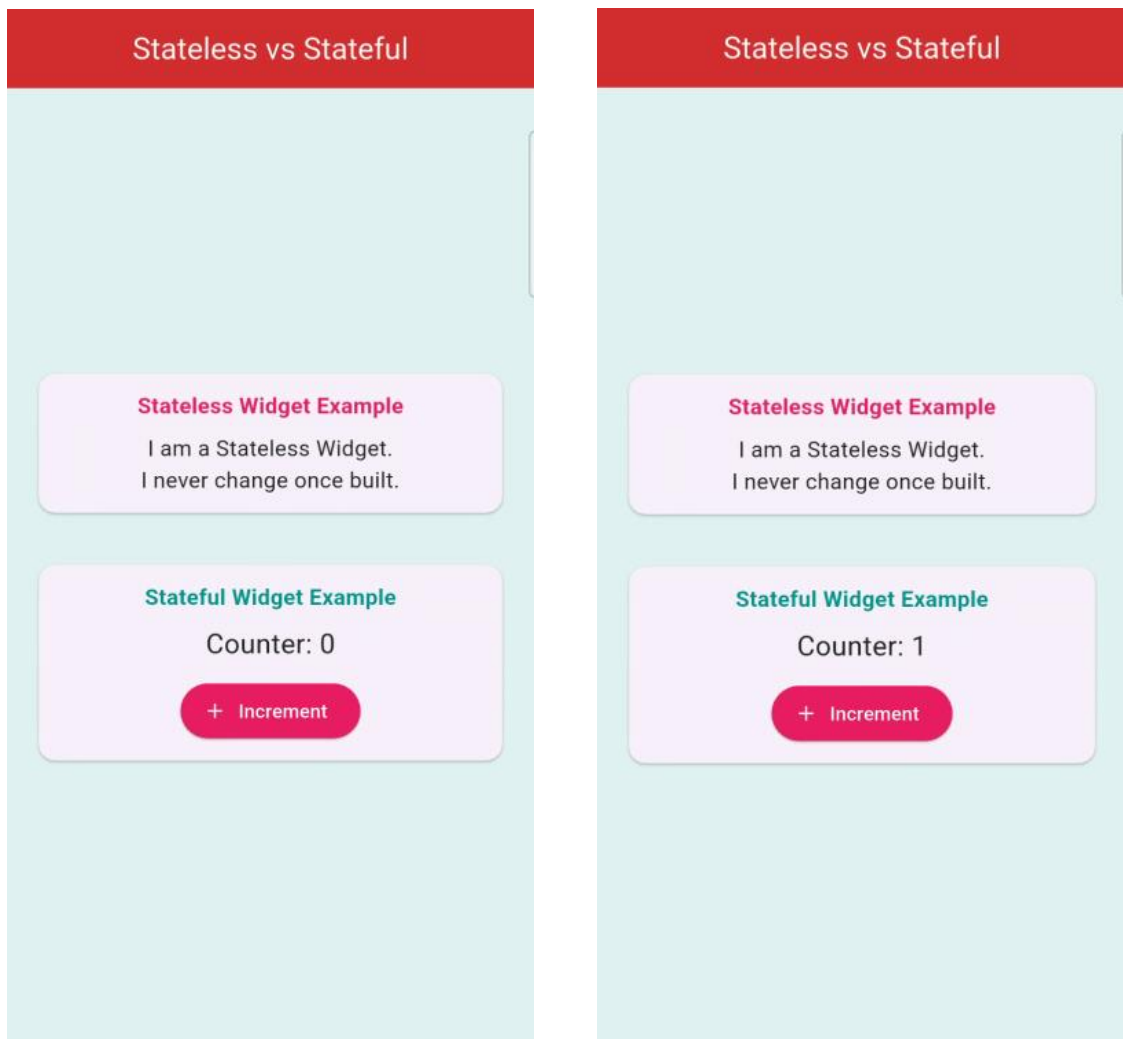 Stateless vs Stateful
Stateless Widget Example
I am a Stateless Widget.
I never change once built.
Stateful Widget Example
Counter: 0
+ Increment
Stateless vs Stateful
Stateless Widget Example
I am a Stateless Widget.
I never change once built.
Stateful Widget Example
Counter: 1
+ Increment